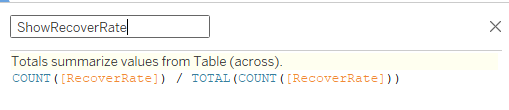 ShowRecoverRate
Totals summarize values from Table (across).
COUNT([RecoverRate]) / TOTAL(COUNT([RecoverRate]))